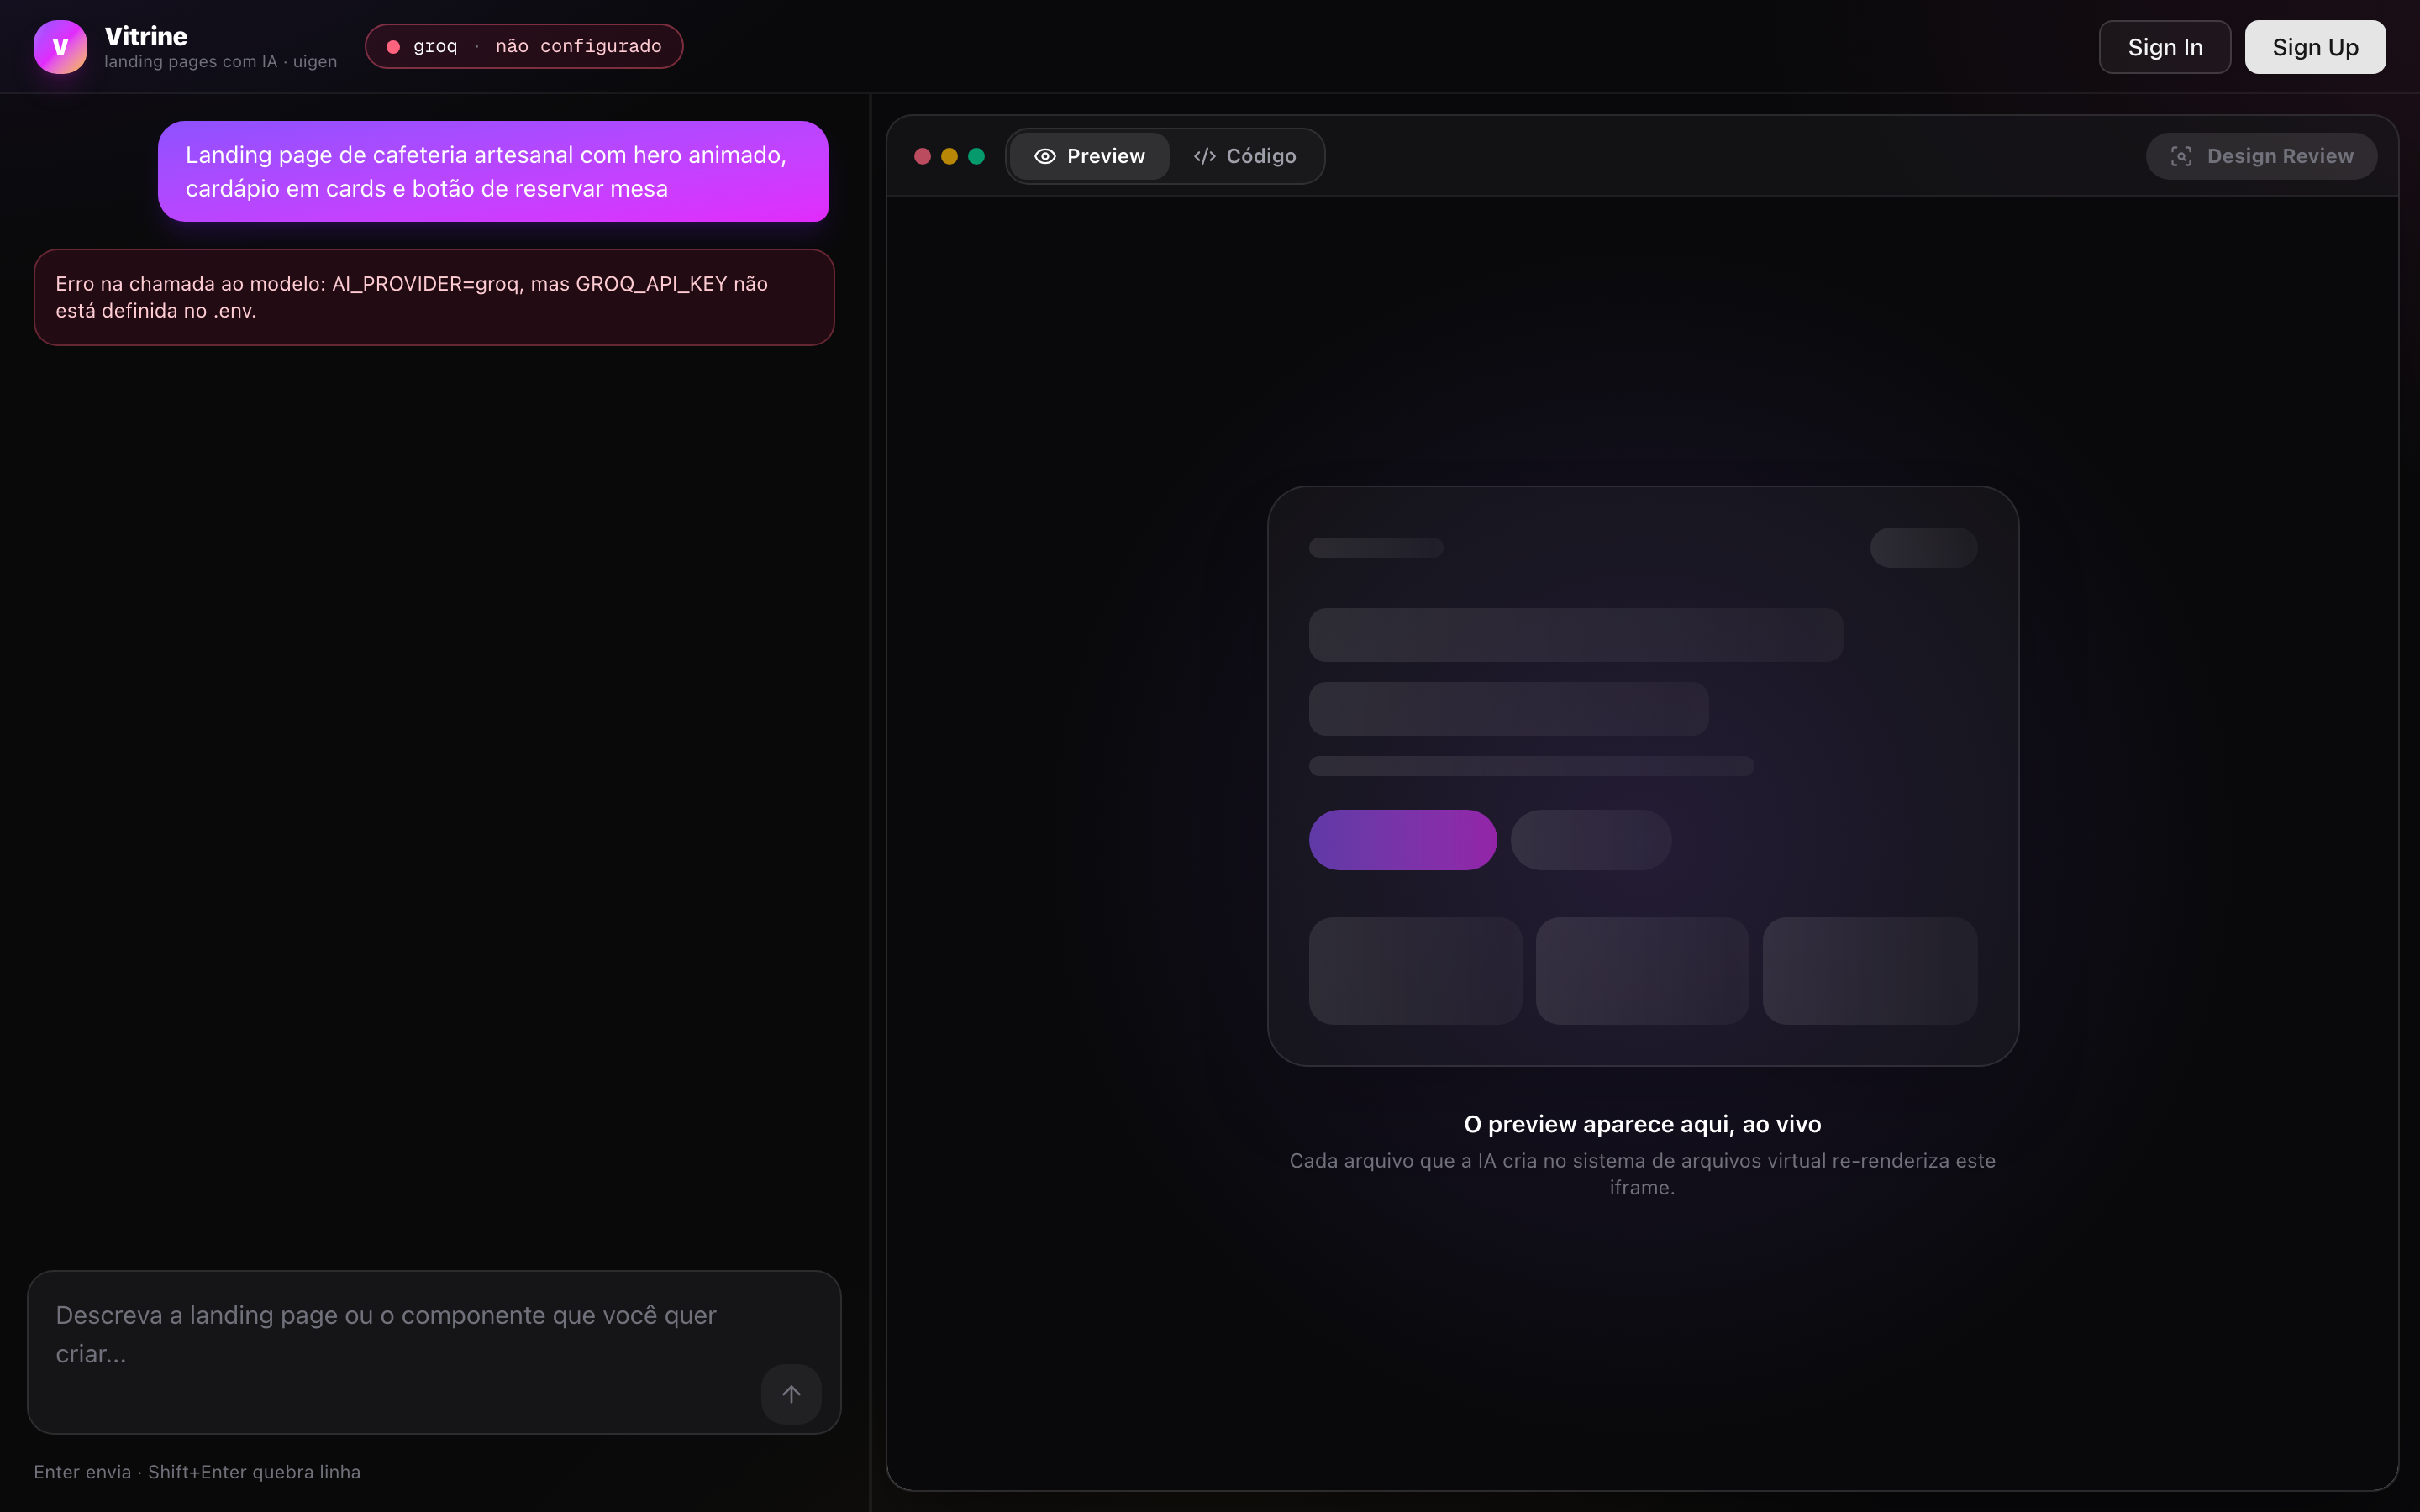 V
Vitrine
landing pages com IA · uigen
groq · não configurado
Sign In
Sign Up
Landing page de cafeteria artesanal com hero animado,
cardápio em cards e botão de reservar mesa
Erro na chamada ao modelo: AI_PROVIDER=groq, mas GROQ_API_KEY não
está definida no .env.
Descreva a landing page ou o componente que você quer
criar...
Enter envia · Shift+Enter quebra linha
Preview
</> Código
Design Review
O preview aparece aqui, ao vivo
Cada arquivo que a IA cria no sistema de arquivos virtual re-renderiza este
iframe.